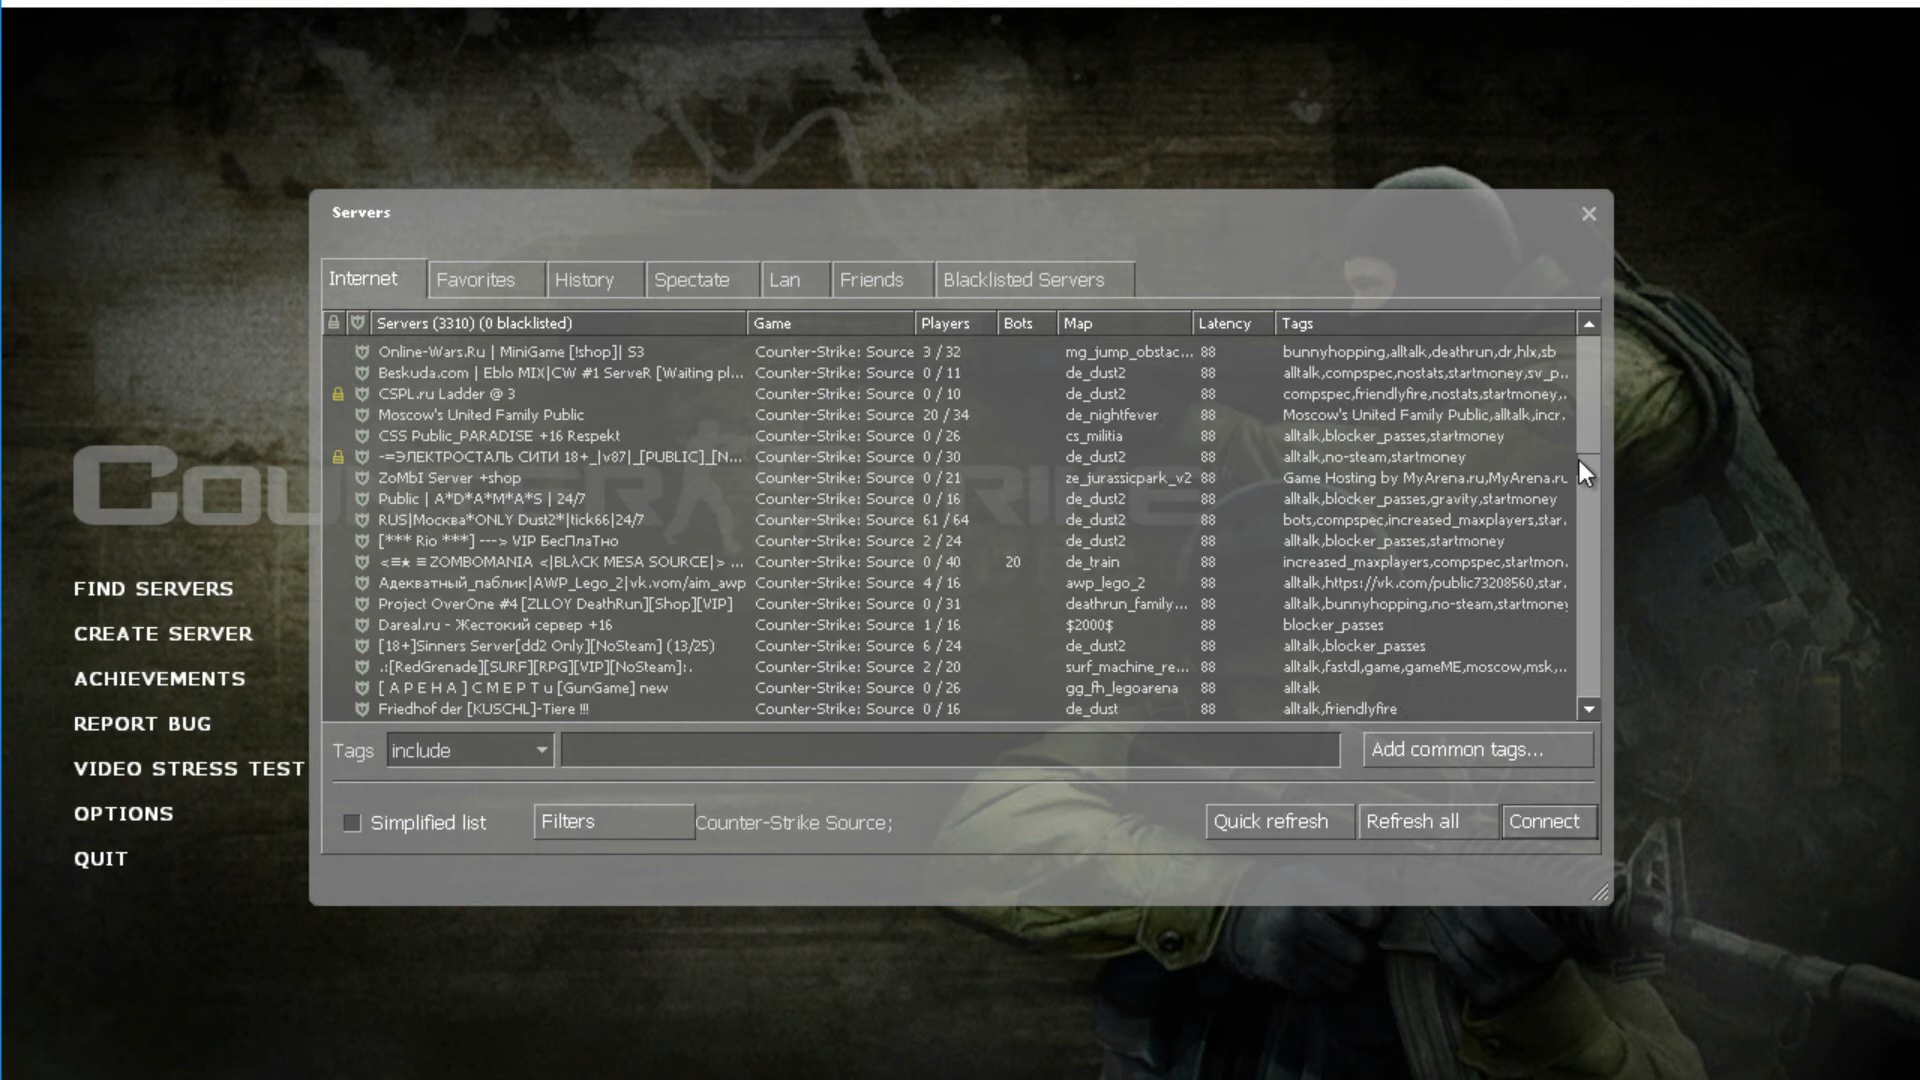 Servers
Internet Favorites History Spectate Lan Friends Blacklisted Servers
Servers (3310) (0 blacklisted) Game Players Bots Map Latency Tags
Online-Wars.Ru | MiniGame [!shop]| S3 Counter-Strike: Source 3 / 32 mg_jump_obstac... 88 bunnyhopping,alltalk,deathrun,dr,hlx,sb
Beskuda.com | Eblo MIX|CW #1 ServeR [Waiting pl... Counter-Strike: Source 0 / 11 de_dust2 88 alltalk,compspec,nostats,startmoney,sv_p..
CSPL.ru Ladder @ 3 Counter-Strike: Source 0 / 10 de_dust2 88 compspec,friendlyfire,nostats,startmoney,.
Moscow's United Family Public Counter-Strike: Source 20 / 34 de_nightfever 88 Moscow's United Family Public,alltalk,incr.
CSS Public_PARADISE +16 Respekt Counter-Strike: Source 0 / 26 cs_militia 88 alltalk,blocker_passes,startmoney
-=ЭЛЕКТРОСТАЛЬ СИТИ 18+_|v87|_[PUBLIC]_[N... Counter-Strike: Source 0 / 30 de_dust2 88 alltalk,no-steam,startmoney
ZoMbI Server +shop Counter-Strike: Source 0 / 21 ze_jurassicpark_v2 88 Game Hosting by MyArena.ru,MyArena.ru
Public | A*D*A*M*A*S | 24/7 Counter-Strike: Source 0 / 16 de_dust2 88 alltalk,blocker_passes,gravity,startmoney
RUS|Москва*ONLY Dust2*|tick66|24/7 Counter-Strike: Source 61 / 64 de_dust2 88 bots,compspec,increased_maxplayers,star.
[*** Rio ***] ---> VIP БесПлаТно Counter-Strike: Source 2 / 24 de_dust2 88 alltalk,blocker_passes,startmoney
<≡★ ≡ ZOMBOMANIA <|BLÀCK MESA SOURCE|> ... Counter-Strike: Source 0 / 40 20 de_train 88 increased_maxplayers,compspec,startmon.
Адекватный_паблик|AWP_Lego_2|vk.vom/aim_awp Counter-Strike: Source 4 / 16 awp_lego_2 88 alltalk,https://vk.com/public73208560,star.
Project OverOne #4 [ZLLOY DeathRun][Shop][VIP] Counter-Strike: Source 0 / 31 deathrun_family... 88 alltalk,bunnyhopping,no-steam,startmoney
Dareal.ru - Жестокий сервер +16 Counter-Strike: Source 1 / 16 $2000$ 88 blocker_passes
[18+]Sinners Server[dd2 Only][NoSteam] (13/25) Counter-Strike: Source 6 / 24 de_dust2 88 alltalk,blocker_passes
.:[RedGrenade][SURF][RPG][VIP][NoSteam]:. Counter-Strike: Source 2 / 20 surf_machine_re... 88 alltalk,fastdl,game,gameME,moscow,msk,..
[ А Р Е Н А ] С М Е Р Т и [GunGame] new Counter-Strike: Source 0 / 26 gg_fh_legoarena 88 alltalk
Friedhof der [KUSCHL]-Tiere !!! Counter-Strike: Source 0 / 16 de_dust 88 alltalk,friendlyfire
Tags include Add common tags...
Simplified list Filters Counter-Strike Source; Quick refresh Refresh all Connect
COUNTER STRIKE
FIND SERVERS
CREATE SERVER
ACHIEVEMENTS
REPORT BUG
VIDEO STRESS TEST
OPTIONS
QUIT